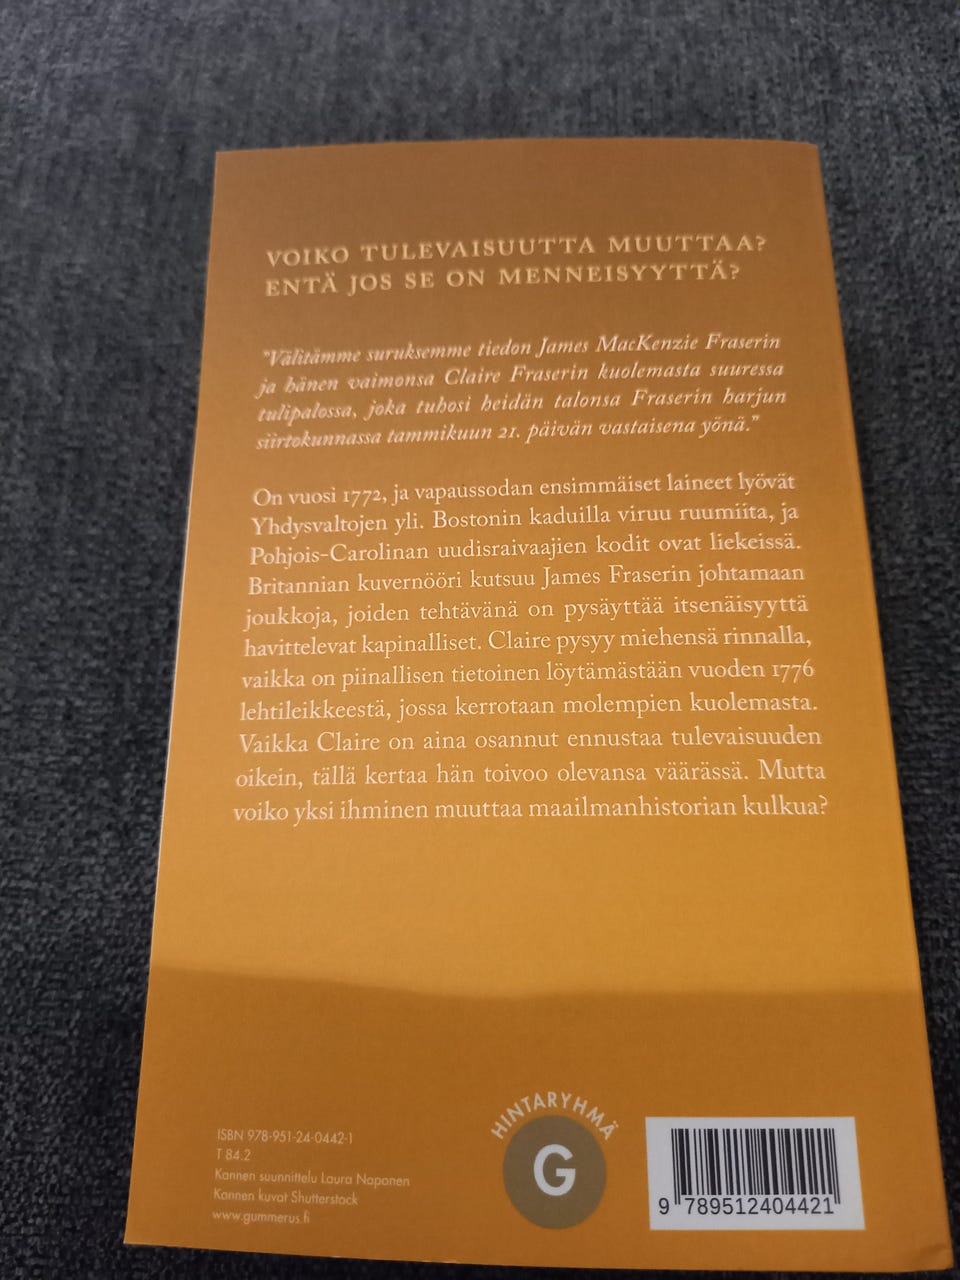 VOIKO TULEVAISUUTTA MUUTTAA?
ENTÄ JOS SE ON MENNEISYYTTÄ?
"Välitämme suruksemme tiedon James MacKenzie Fraserin
ja hänen vaimonsa Claire Fraserin kuolemasta suuressa
tulipalossa, joka tuhosi heidän talonsa Fraserin harjun
siirtokunnassa tammikuun 21. päivän vastaisena yönä."
On vuosi 1772, ja vapaussodan ensimmäiset laineet lyövät
Yhdysvaltojen yli. Bostonin kaduilla viruu ruumiita, ja
Pohjois-Carolinan uudisraivaajien kodit ovat liekeissä.
Britannian kuvernööri kutsuu James Fraserin johtamaan
joukkoja, joiden tehtävänä on pysäyttää itsenäisyyttä
havittelevat kapinalliset. Claire pysyy miehensä rinnalla,
vaikka on piinallisen tietoinen löytämästään vuoden 1776
lehtileikkeestä, jossa kerrotaan molempien kuolemasta.
Vaikka Claire on aina osannut ennustaa tulevaisuuden
oikein, tällä kertaa hän toivoo olevansa väärässä. Mutta
voiko yksi ihminen muuttaa maailmanhistorian kulkua?
ISBN 978-951-24-0442-1
T 84.2
Kannen suunnittelu Laura Noponen
Kannen kuvat Shutterstock
www.gummerus.fi
HINTARYHMÄ
G
9 789512 404421